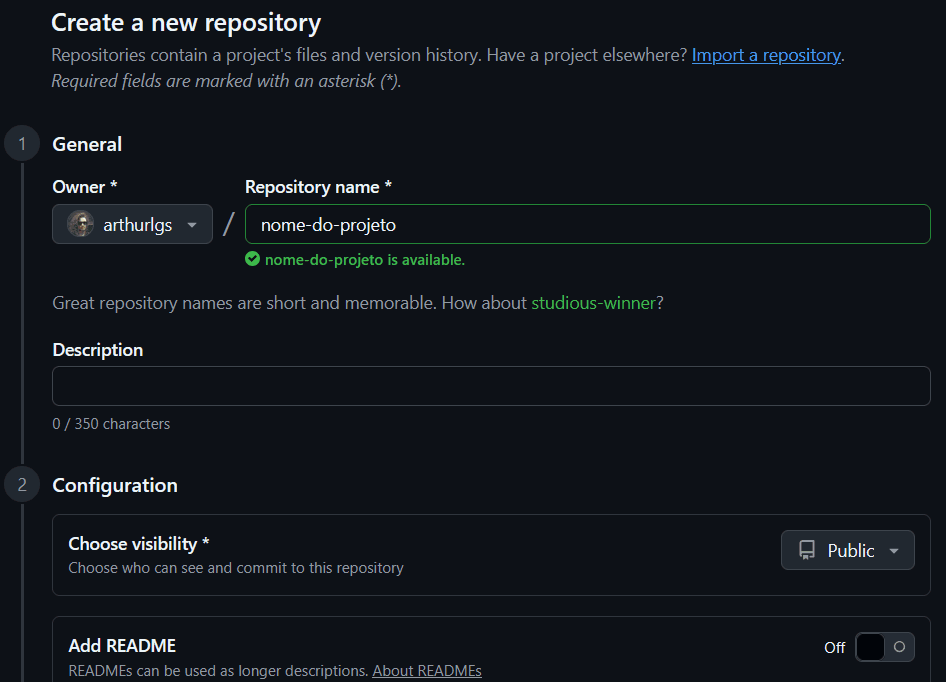 Create a new repository
Repositories contain a project's files and version history. Have a project elsewhere? Import a repository.
Required fields are marked with an asterisk (*).
1 General
Owner * Repository name *
arthurlgs / nome-do-projeto
nome-do-projeto is available.
Great repository names are short and memorable. How about studious-winner?
Description
0 / 350 characters
2 Configuration
Choose visibility *
Choose who can see and commit to this repository
Public
Add README
READMEs can be used as longer descriptions. About READMEs
Off